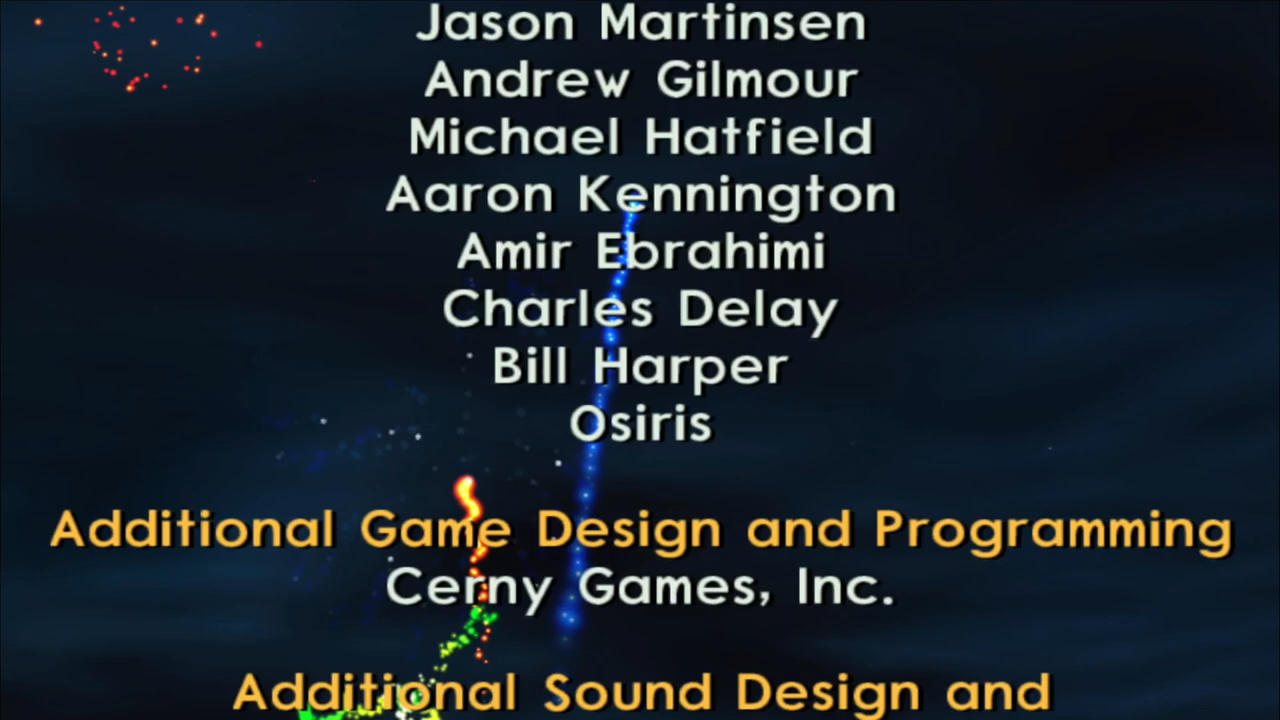 Jason Martinsen
Andrew Gilmour
Michael Hatfield
Aaron Kennington
Amir Ebrahimi
Charles Delay
Bill Harper
Osiris
Additional Game Design and Programming
Cerny Games, Inc.
Additional Sound Design and